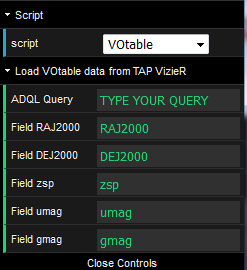 Script
script VOtable
Load VOtable data from TAP VizieR
ADQL Query TYPE YOUR QUERY
Field RAJ2000 RAJ2000
Field DEJ2000 DEJ2000
Field zsp zsp
Field umag umag
Field gmag gmag
Close Controls